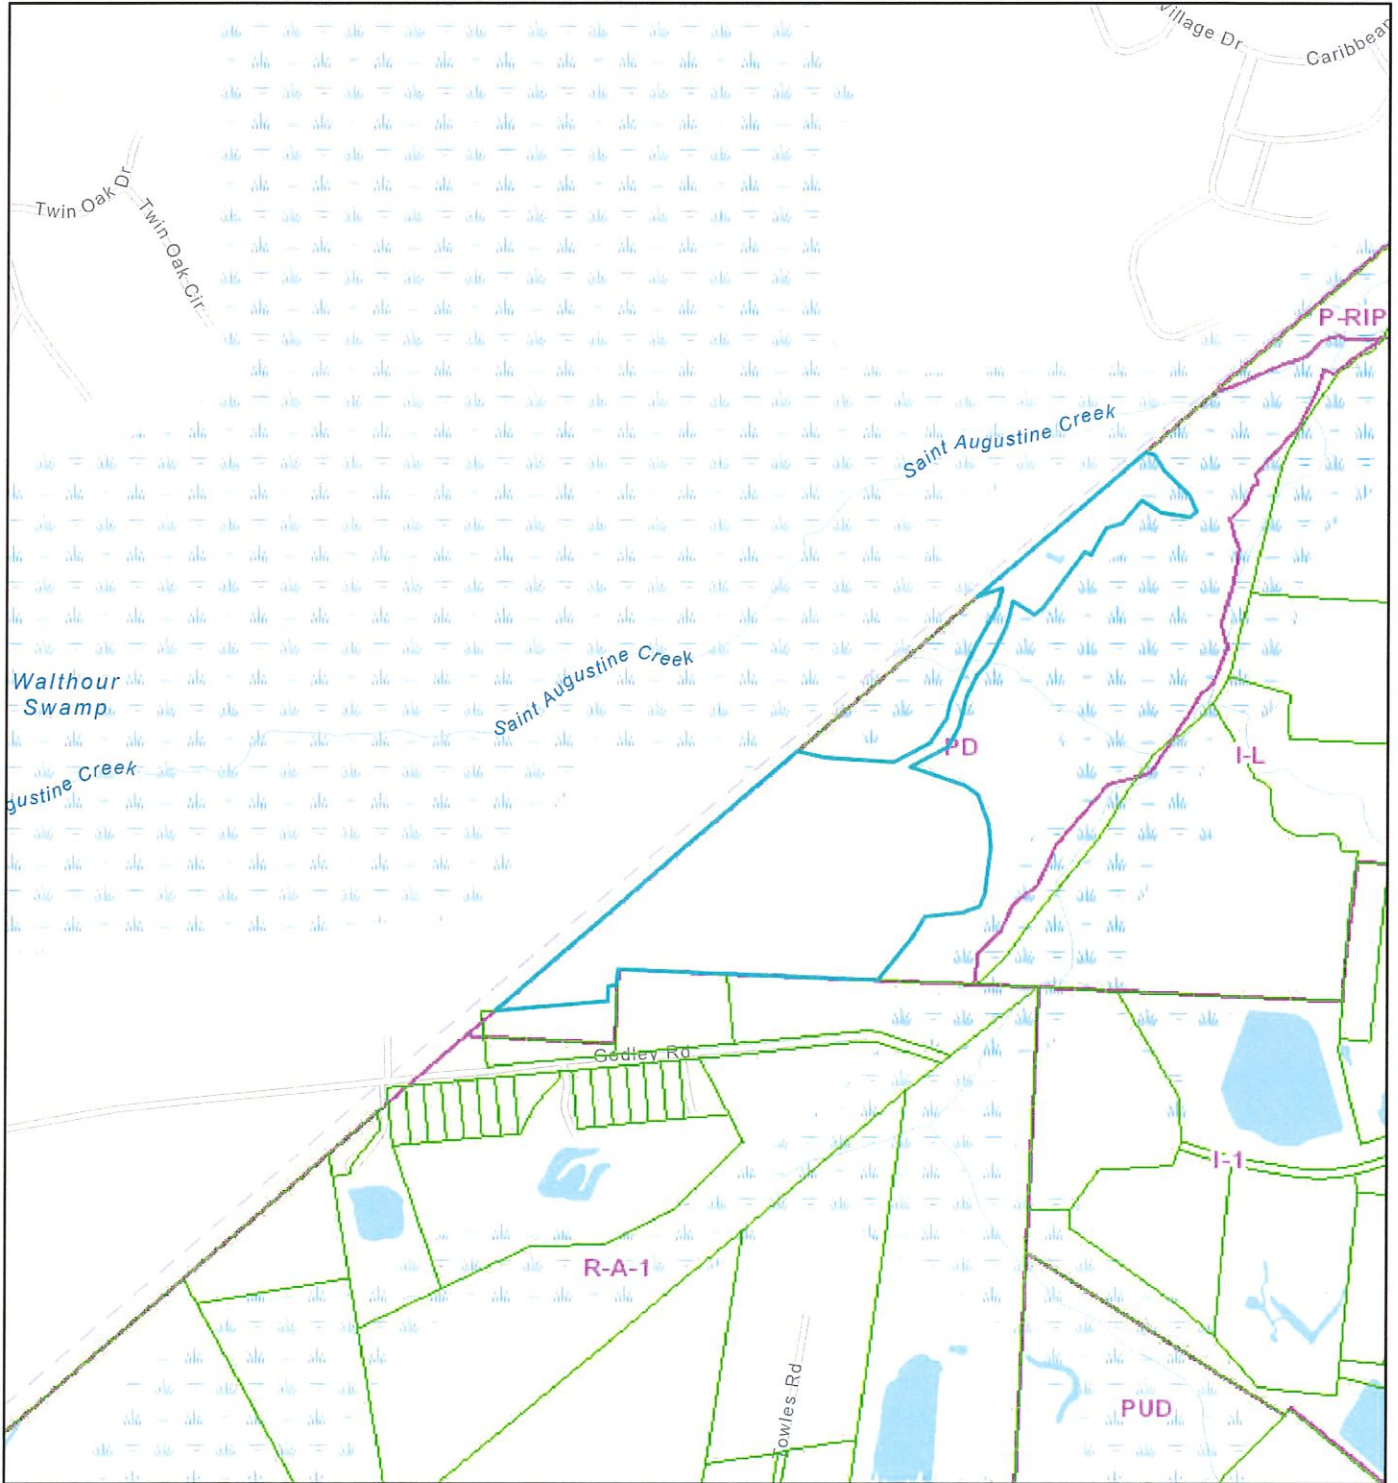 Village Dr
Caribbean
Twin Oak Dr
Twin Oak Cir
P-RIP
Saint Augustine Creek
Saint Augustine Creek
Walthour
Swamp
gustine Creek
PD
I-L
Godley Rd
I-1
R-A-1
Towles Rd
PUD